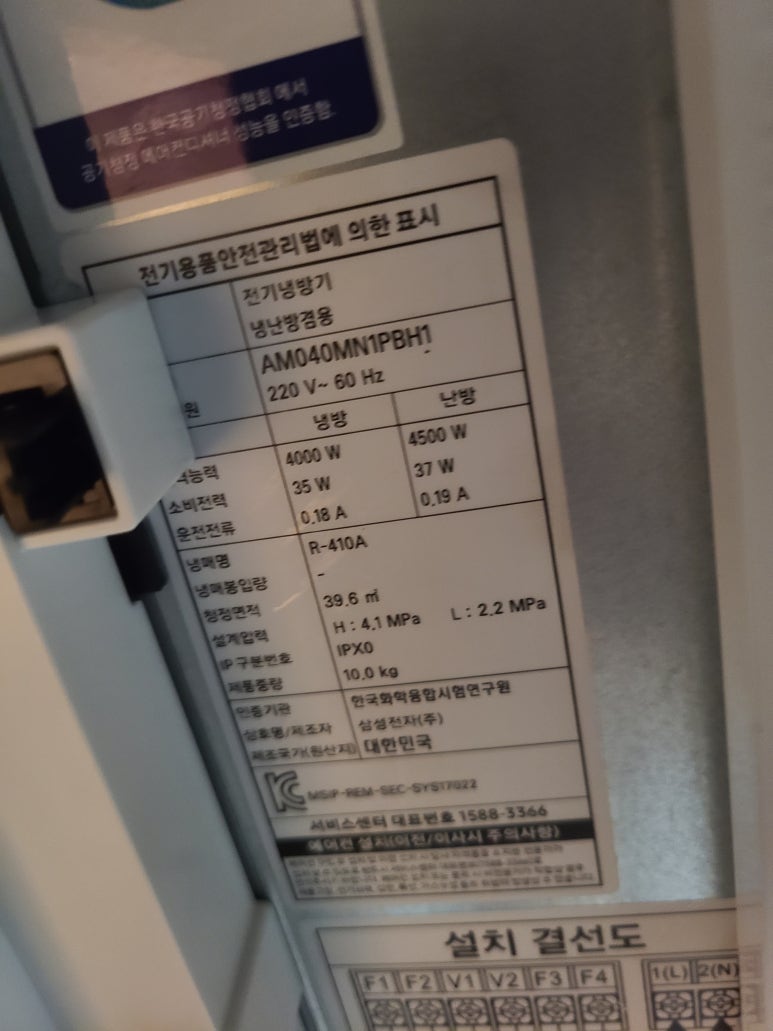 이 제품은 한국공기청정협회에서
공기청정 에어컨디셔너 성능을 인증함.
전기용품안전관리법에 의한 표시
전기냉방기
냉난방겸용
AM040MN1PBH1
원 220 V~ 60 Hz
냉방 난방
능력 4000 W 4500 W
소비전력 35 W 37 W
운전전류 0.18 A 0.19 A
냉매명 R-410A
냉매봉입량 -
청정면적 39.6 ㎡
설계압력 H : 4.1 MPa L : 2.2 MPa
IP 구분번호 IPX0
제품중량 10.0 kg
인증기관 한국화학융합시험연구원
상호명/제조자 삼성전자(주)
제조국가(원산지) 대한민국
MSIP-REM-SEC-SYS17022
서비스센터 대표번호 1588-3366
에어컨 설치(이전/이사시 주의사항)
설치 결선도
F1 F2 V1 V2 F3 F4 1(L) 2(N)